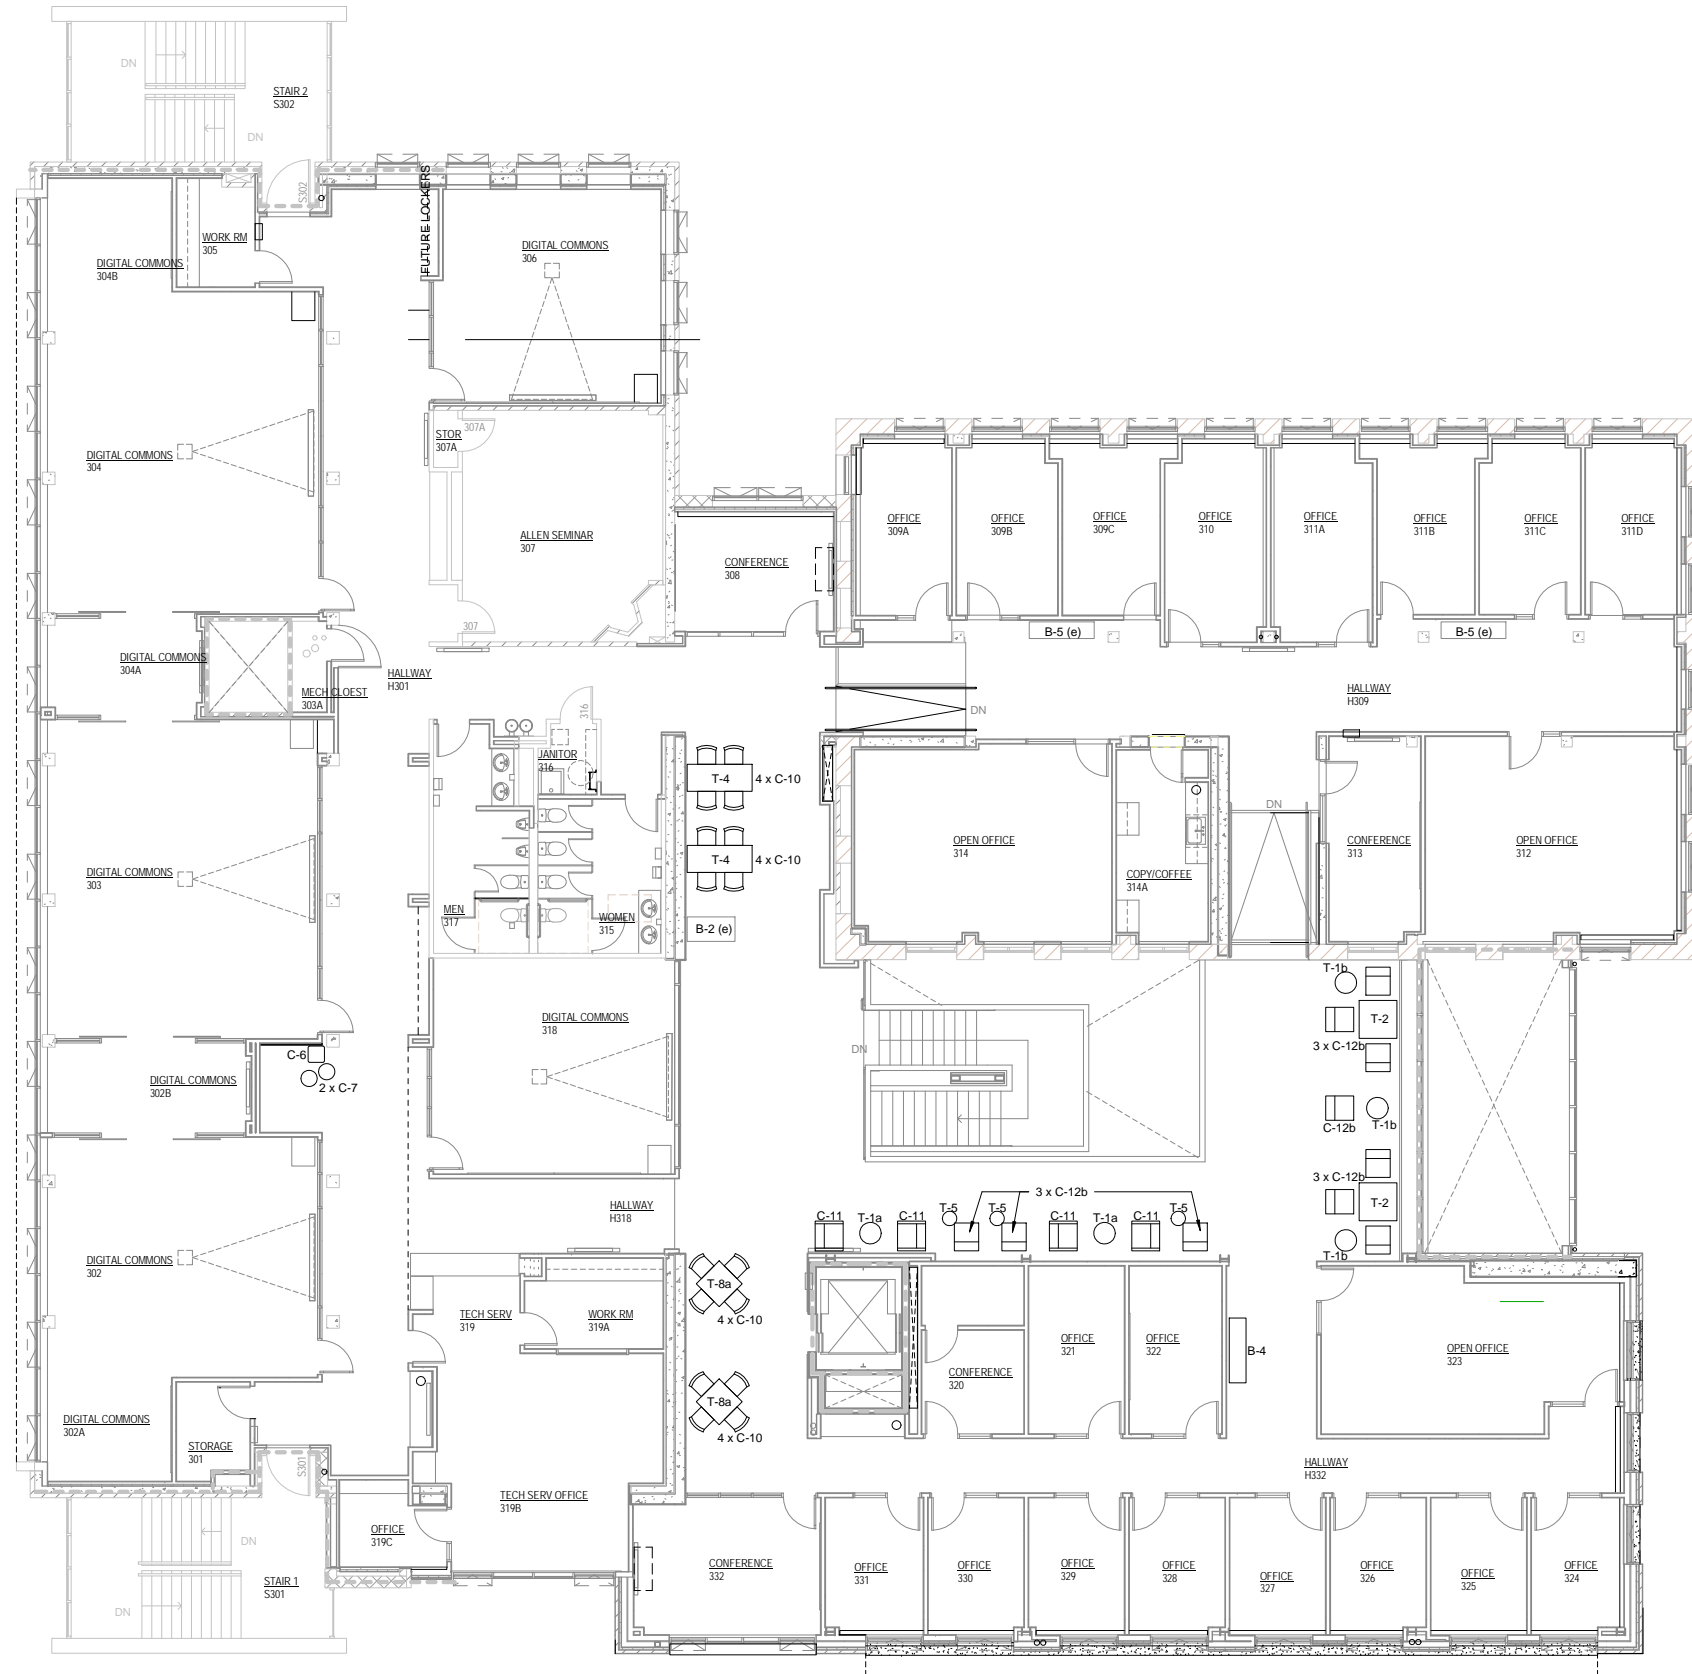 DN
STAIR 2
S302
DN
S302
FUTURE LOCKERS
WORK RM
305
DIGITAL COMMONS
304B
DIGITAL COMMONS
306
DIGITAL COMMONS
304
STOR
307A
307A
ALLEN SEMINAR
307
307
CONFERENCE
308
OFFICE
309A
OFFICE
309B
OFFICE
309C
OFFICE
310
OFFICE
311A
OFFICE
311B
OFFICE
311C
OFFICE
311D
B-5 (e)
B-5 (e)
DIGITAL COMMONS
304A
MECH CLOEST
303A
HALLWAY
H301
HALLWAY
H309
DN
316
JANITOR
316
T-4
4 x C-10
T-4
4 x C-10
DN
OPEN OFFICE
314
COPY/COFFEE
314A
CONFERENCE
313
OPEN OFFICE
312
DIGITAL COMMONS
303
MEN
317
WOMEN
315
B-2 (e)
DIGITAL COMMONS
318
DN
T-1b
T-2
3 x C-12b
C-12b
T-1b
3 x C-12b
T-2
T-1b
C-6
2 x C-7
DIGITAL COMMONS
302B
HALLWAY
H318
3 x C-12b
C-11
T-1a
C-11
T-5
T-5
C-11
T-1a
C-11
T-5
DIGITAL COMMONS
302
TECH SERV
319
WORK RM
319A
T-8a
4 x C-10
T-8a
4 x C-10
CONFERENCE
320
OFFICE
321
OFFICE
322
B-4
OPEN OFFICE
323
DIGITAL COMMONS
302A
STORAGE
301
S301
HALLWAY
H332
TECH SERV OFFICE
319B
OFFICE
319C
DN
STAIR 1
S301
DN
CONFERENCE
332
OFFICE
331
OFFICE
330
OFFICE
329
OFFICE
328
OFFICE
327
OFFICE
326
OFFICE
325
OFFICE
324